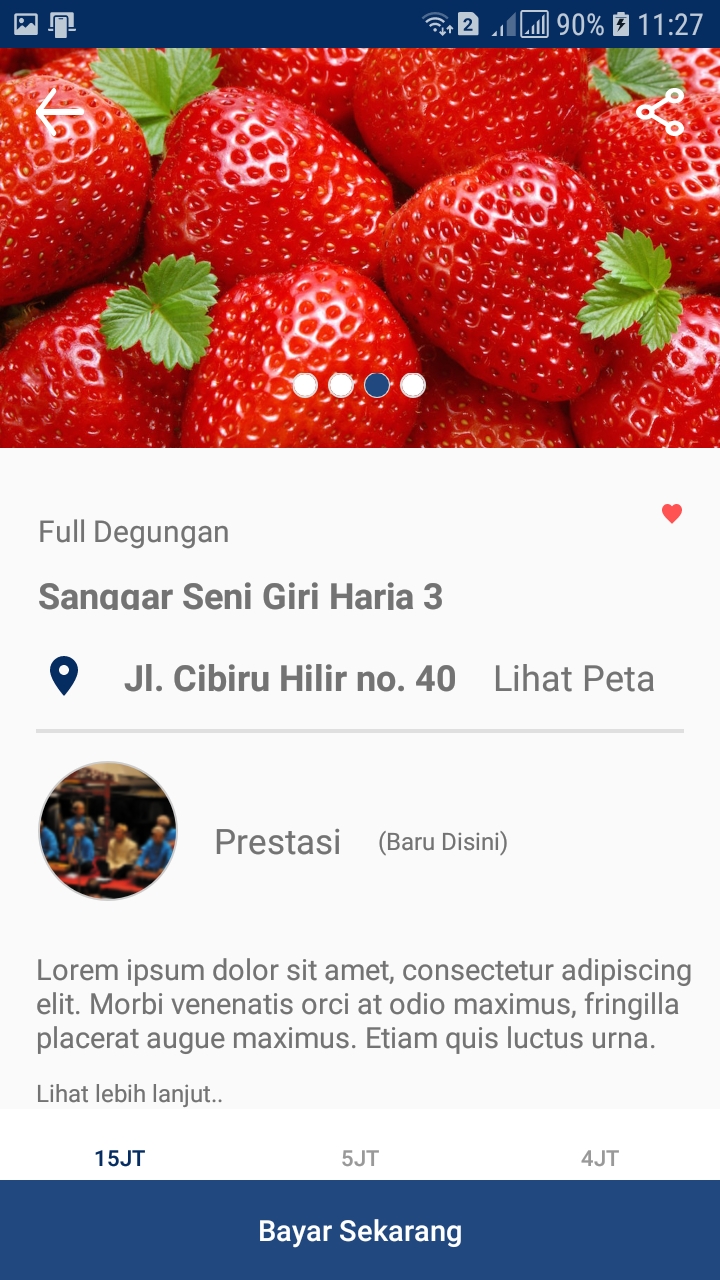 2 90% 11:27
Full Degungan
Sanggar Seni Giri Harja 3
Jl. Cibiru Hilir no. 40 Lihat Peta
Prestasi (Baru Disini)
Lorem ipsum dolor sit amet, consectetur adipiscing
elit. Morbi venenatis orci at odio maximus, fringilla
placerat augue maximus. Etiam quis luctus urna.
Lihat lebih lanjut..
15JT 5JT 4JT
Bayar Sekarang